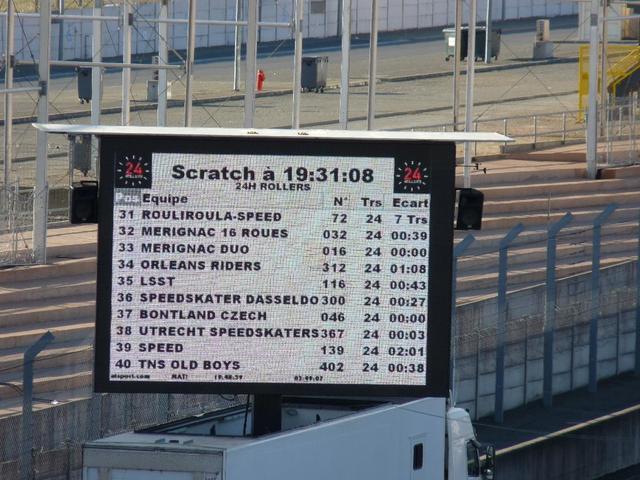 24
Scratch à 19:31:08
24
24H ROLLERS
Pos Equipe N° Trs Ecart
31 ROULIROULA-SPEED 72 24 7 Trs
32 MERIGNAC 16 ROUES 032 24 00:39
33 MERIGNAC DUO 016 24 00:00
34 ORLEANS RIDERS 312 24 01:08
35 LSST 116 24 00:43
36 SPEEDSKATER DASSELDO 300 24 00:27
37 BONTLAND CZECH 046 24 00:00
38 UTRECHT SPEEDSKATERS 367 24 00:03
39 SPEED 139 24 02:01
40 TNS OLD BOYS 402 24 00:38